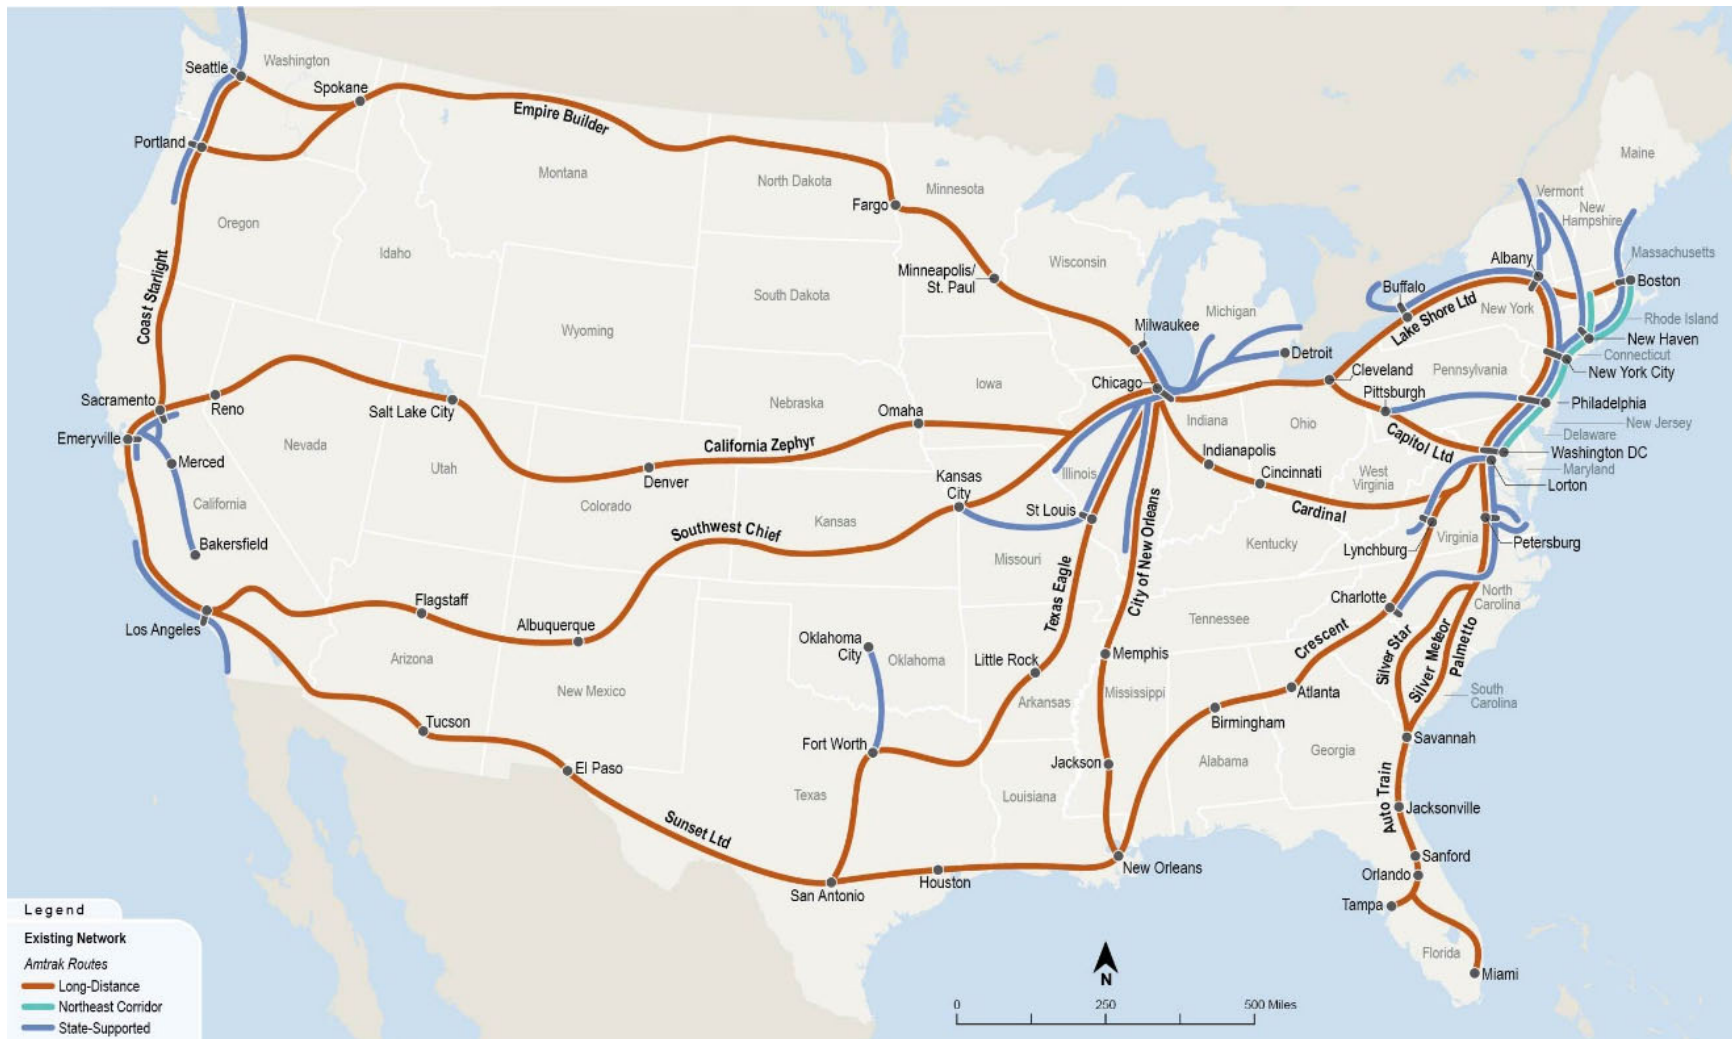 Seattle
Washington
Spokane
Empire Builder
Portland
Montana
North Dakota
Minnesota
Maine
Fargo
Oregon
Idaho
Vermont
New
Hampshire
Coast Starlight
Minneapolis/
St. Paul
Wisconsin
Albany
Massachusetts
Boston
South Dakota
Buffalo
New York
Michigan
Lake Shore Ltd
Rhode Island
Wyoming
Milwaukee
New Haven
Detroit
Connecticut
Cleveland
Pennsylvania
New York City
Chicago
Iowa
Pittsburgh
Sacramento
Reno
Salt Lake City
Nebraska
Omaha
Philadelphia
Indiana
Ohio
New Jersey
Emeryville
Nevada
California Zephyr
Capitol Ltd
Delaware
Washington DC
Merced
Utah
Denver
Indianapolis
Maryland
Illinois
Cincinnati
West
Virginia
Lorton
California
Colorado
Kansas
City
St Louis
Cardinal
Southwest Chief
Kansas
City of New Orleans
Bakersfield
Missouri
Kentucky
Lynchburg
Virginia
Petersburg
Texas Eagle
Flagstaff
Charlotte
North
Carolina
Los Angeles
Albuquerque
Tennessee
Oklahoma
City
Oklahoma
Crescent
Silver Star
Silver Meteor
Palmetto
Arizona
Little Rock
Memphis
New Mexico
Arkansas
Mississippi
Atlanta
South
Carolina
Tucson
Birmingham
Fort Worth
Savannah
El Paso
Jackson
Alabama
Georgia
Texas
Louisiana
Auto Train
Jacksonville
Sunset Ltd
Sanford
New Orleans
Orlando
San Antonio
Houston
Tampa
Florida
Miami
Legend
Existing Network
Amtrak Routes
Long-Distance
Northeast Corridor
State-Supported
N
0 250 500 Miles